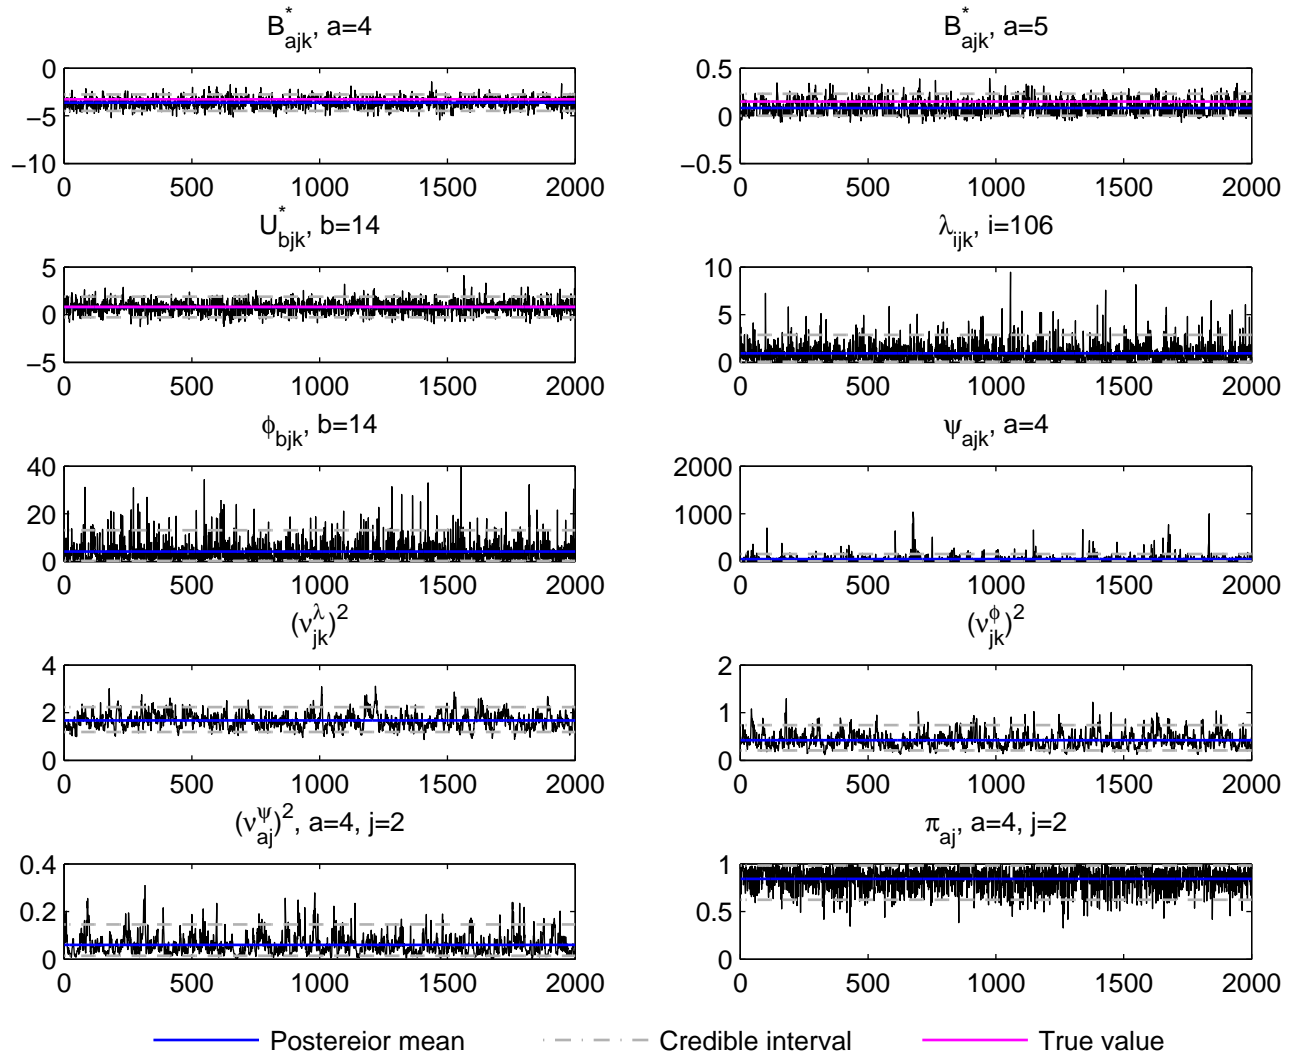 B*ajk, a=4
B*ajk, a=5
0
−5
−10
0 500 1000 1500 2000
0.5
0
−0.5
0 500 1000 1500 2000
U*bjk, b=14
λijk, i=106
5
0
−5
0 500 1000 1500 2000
10
5
0
0 500 1000 1500 2000
ϕbjk, b=14
ψajk, a=4
40
20
0
0 500 1000 1500 2000
2000
1000
0
0 500 1000 1500 2000
(νλjk)2
(νϕjk)2
4
2
0
0 500 1000 1500 2000
2
1
0
0 500 1000 1500 2000
(νψaj)2, a=4, j=2
πaj, a=4, j=2
0.4
0.2
0
0 500 1000 1500 2000
1
0.5
0
0 500 1000 1500 2000
Postereior mean Credible interval True value